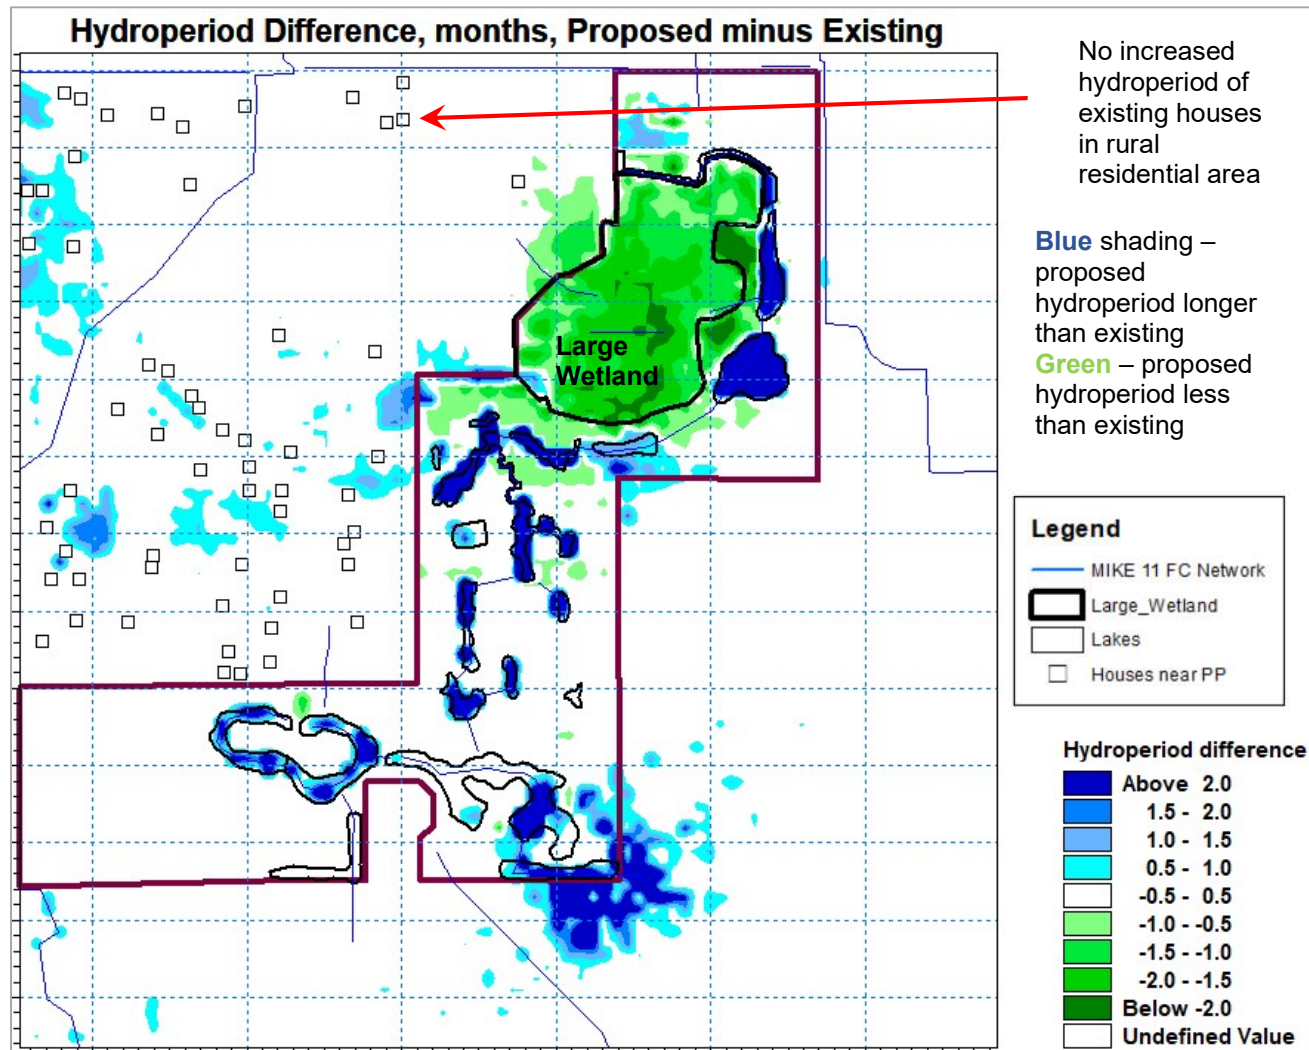 Hydroperiod Difference, months, Proposed minus Existing
No increased
hydroperiod of
existing houses
in rural
residential area
Blue shading –
proposed
hydroperiod longer
than existing
Green – proposed
hydroperiod less
than existing
Large
Wetland
Legend
MIKE 11 FC Network
Large_Wetland
Lakes
Houses near PP
Hydroperiod difference
Above 2.0
1.5 - 2.0
1.0 - 1.5
0.5 - 1.0
-0.5 - 0.5
-1.0 - -0.5
-1.5 - -1.0
-2.0 - -1.5
Below -2.0
Undefined Value